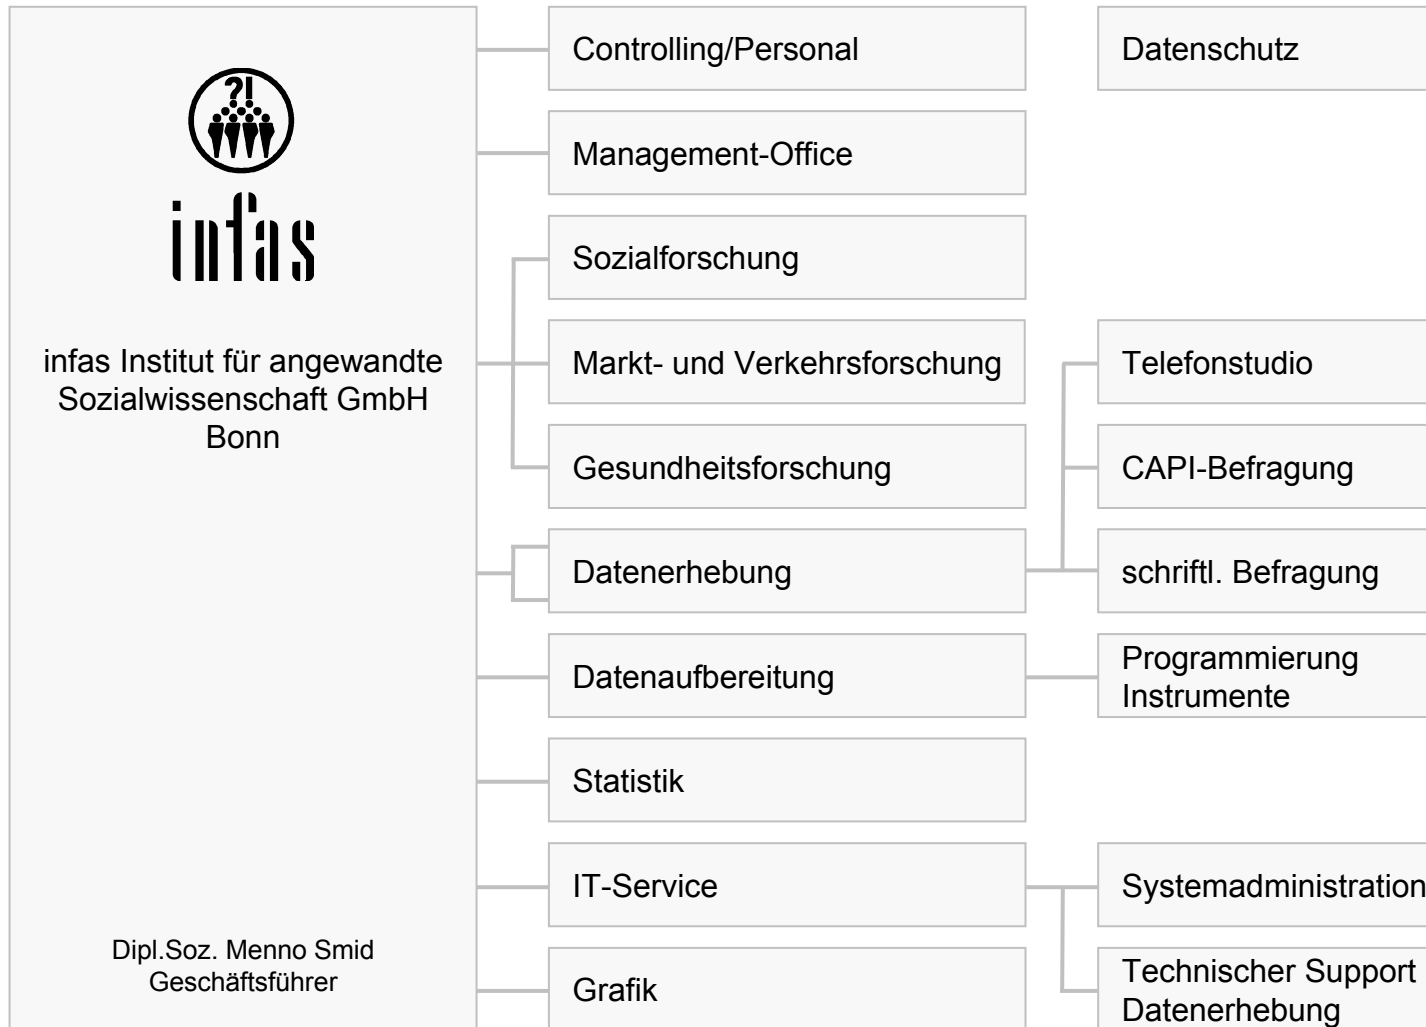 ?!
infas
infas Institut für angewandte
Sozialwissenschaft GmbH
Bonn
Dipl.Soz. Menno Smid
Geschäftsführer
Controlling/Personal
Management-Office
Sozialforschung
Markt- und Verkehrsforschung
Gesundheitsforschung
Datenerhebung
Datenaufbereitung
Statistik
IT-Service
Grafik
Datenschutz
Telefonstudio
CAPI-Befragung
schriftl. Befragung
Programmierung
Instrumente
Systemadministration
Technischer Support
Datenerhebung